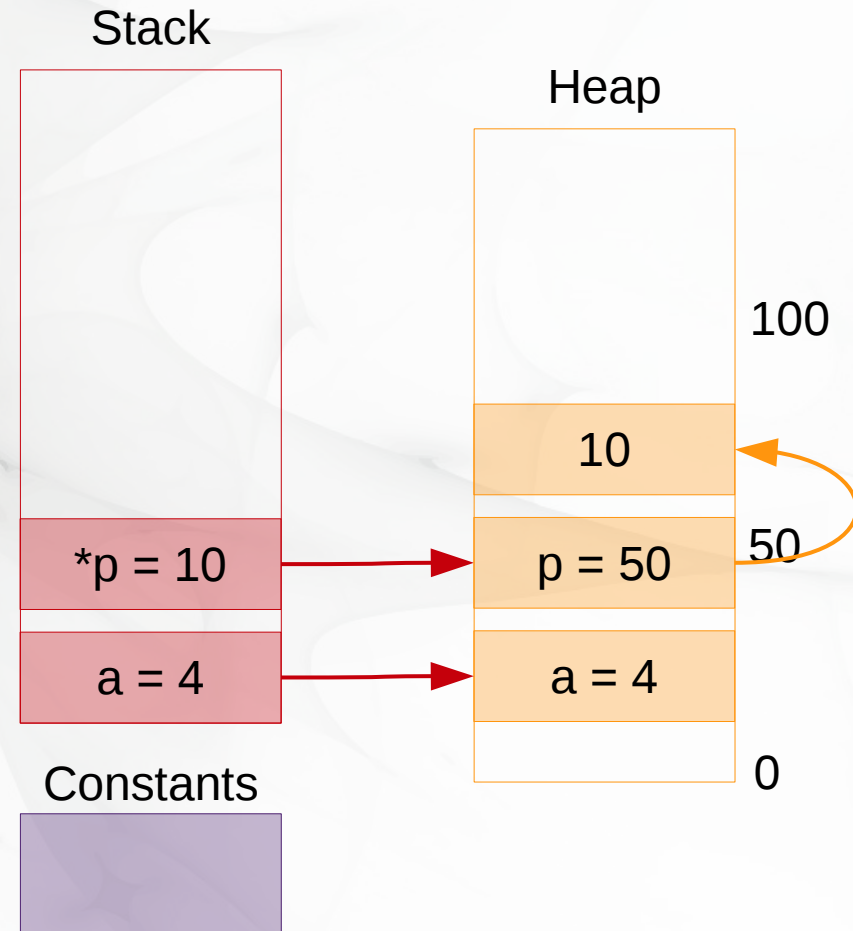 Stack
Heap
100
10
50
*p = 10
p = 50
a = 4
a = 4
0
Constants